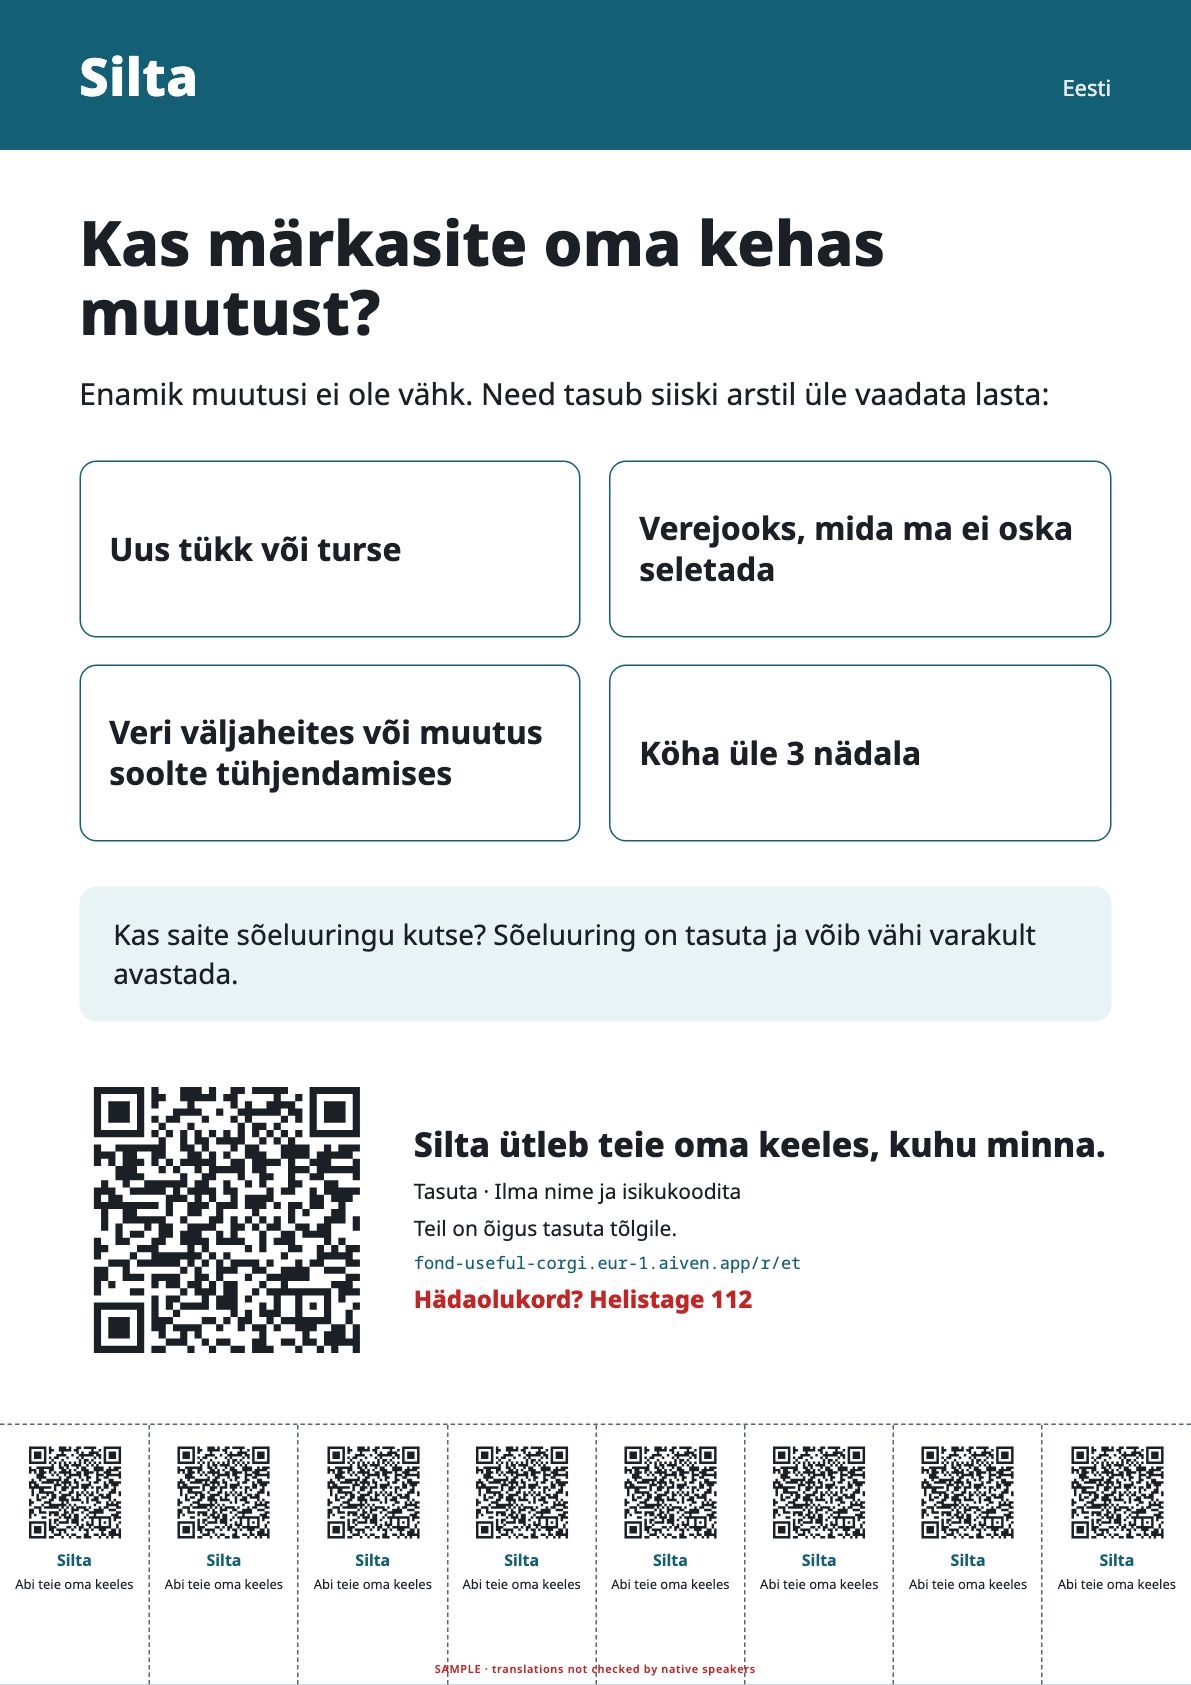 Silta
Eesti
Kas märkasite oma kehas
muutust?
Enamik muutusi ei ole vähk. Need tasub siiski arstil üle vaadata lasta:
Uus tükk või turse
Verejooks, mida ma ei oska
seletada
Veri väljaheites või muutus
soolte tühjendamises
Köha üle 3 nädala
Kas saite sõeluuringu kutse? Sõeluuring on tasuta ja võib vähi varakult
avastada.
Silta ütleb teie oma keeles, kuhu minna.
Tasuta · Ilma nime ja isikukoodita
Teil on õigus tasuta tõlgile.
fond-useful-corgi.eur-1.aiven.app/r/et
Hädaolukord? Helistage 112
Silta
Abi teie oma keeles
Silta
Abi teie oma keeles
Silta
Abi teie oma keeles
Silta
Abi teie oma keeles
Silta
Abi teie oma keeles
Silta
Abi teie oma keeles
Silta
Abi teie oma keeles
Silta
Abi teie oma keeles
SAMPLE · translations not checked by native speakers